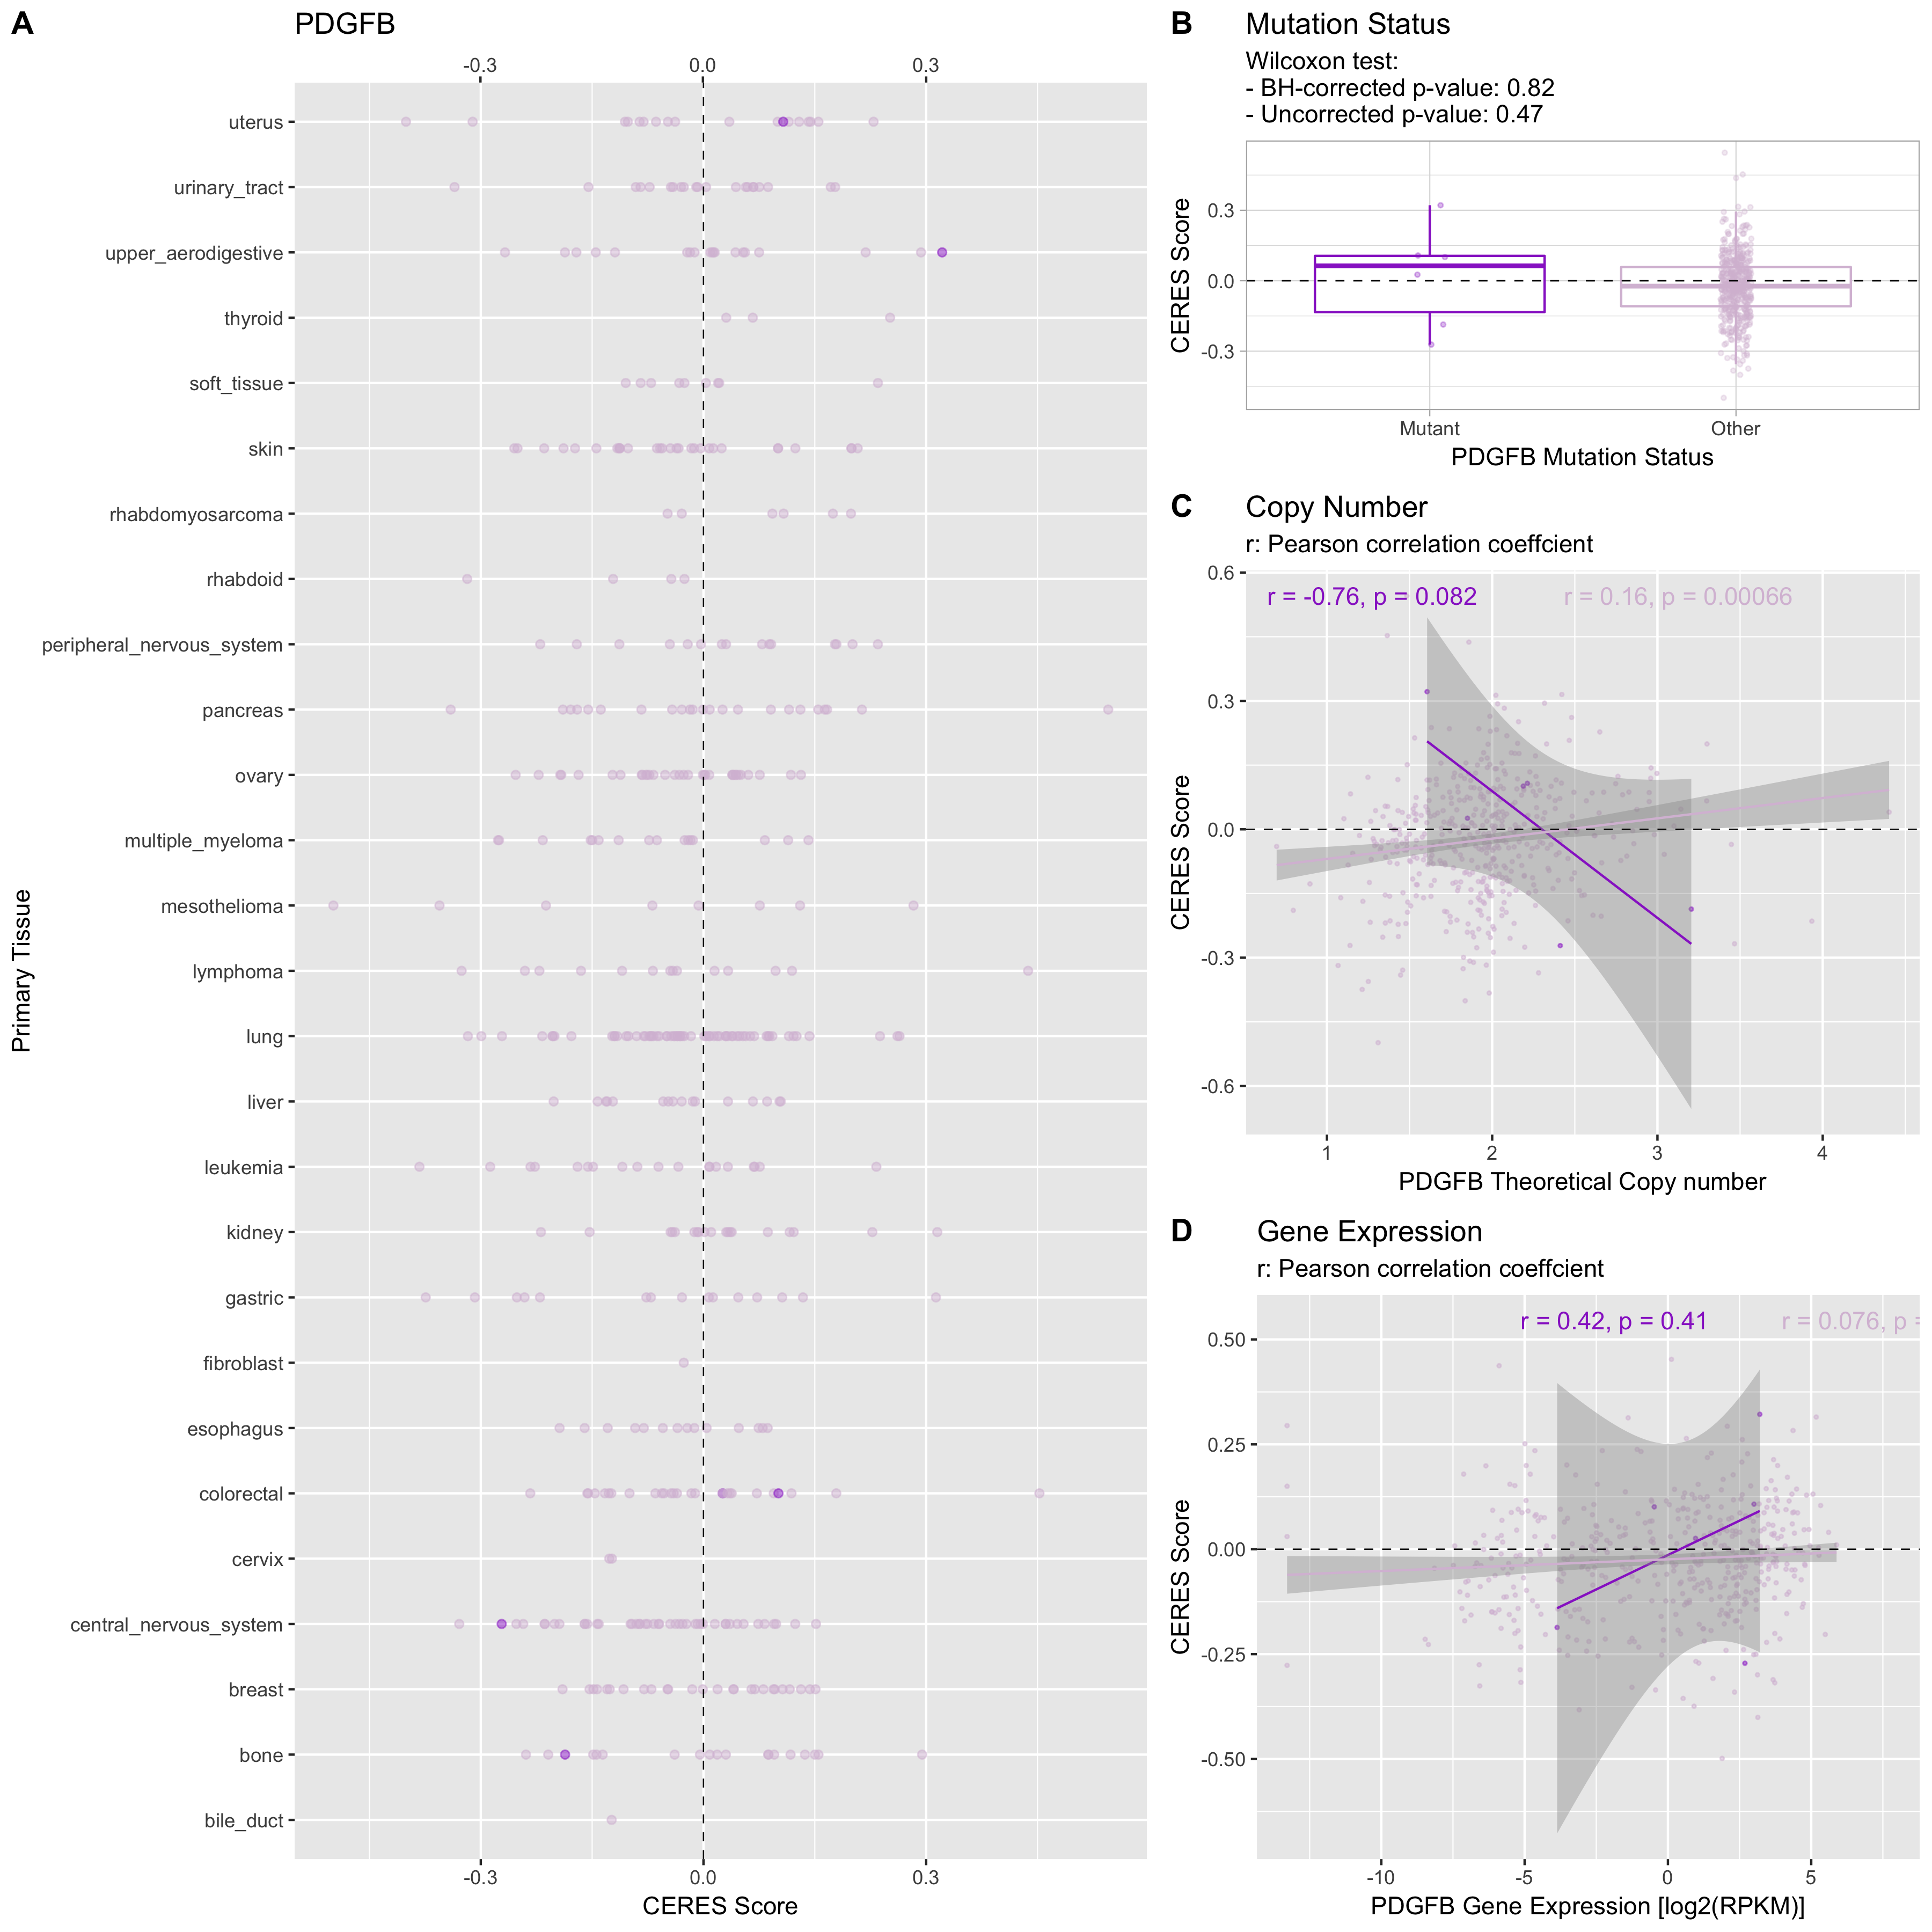 A
PDGFB
-0.3 0.0 0.3
uterus
urinary_tract
upper_aerodigestive
thyroid
soft_tissue
skin
rhabdomyosarcoma
rhabdoid
peripheral_nervous_system
pancreas
ovary
multiple_myeloma
mesothelioma
lymphoma
lung
liver
leukemia
kidney
gastric
fibroblast
esophagus
colorectal
cervix
central_nervous_system
breast
bone
bile_duct
Primary Tissue
-0.3 0.0 0.3
CERES Score
B
Mutation Status
Wilcoxon test:
- BH-corrected p-value: 0.82
- Uncorrected p-value: 0.47
CERES Score
0.3
0.0
-0.3
Mutant Other
PDGFB Mutation Status
C
Copy Number
r: Pearson correlation coeffcient
r = -0.76, p = 0.082 r = 0.16, p = 0.00066
CERES Score
0.6
0.3
0.0
-0.3
-0.6
1 2 3 4
PDGFB Theoretical Copy number
D
Gene Expression
r: Pearson correlation coeffcient
r = 0.42, p = 0.41 r = 0.076, p =
CERES Score
0.50
0.25
0.00
-0.25
-0.50
-10 -5 0 5
PDGFB Gene Expression [log2(RPKM)]